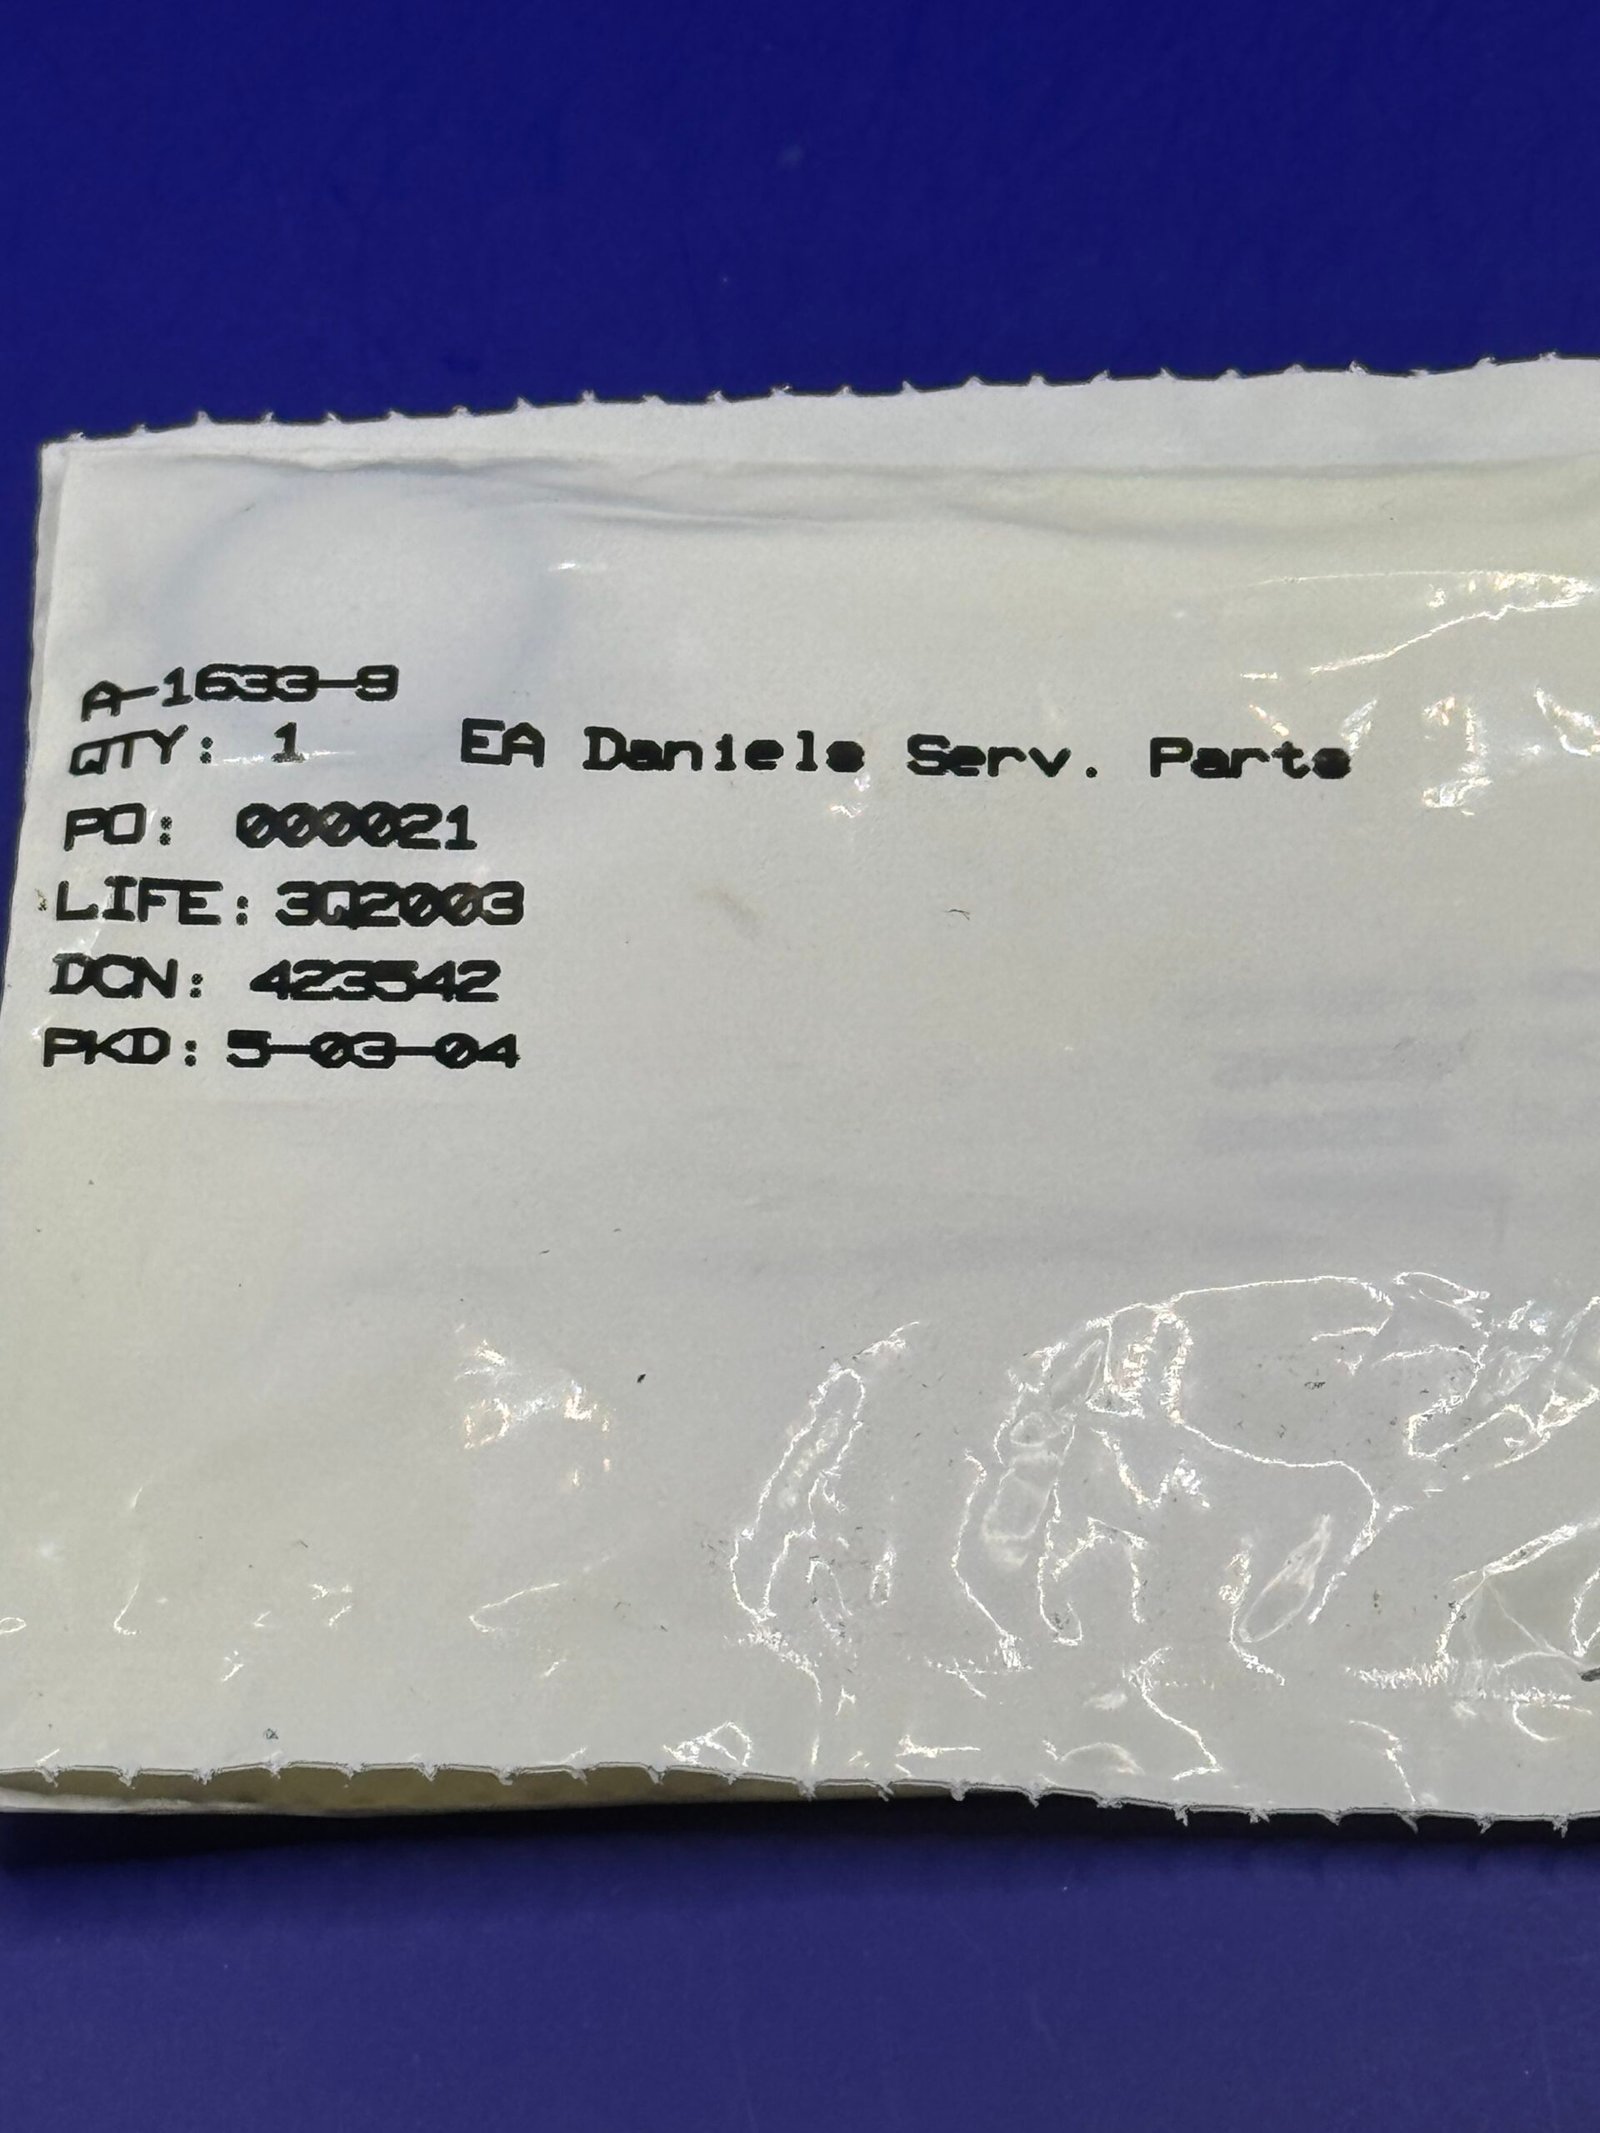 A-1633-9
QTY: 1 EA Daniels Serv. Parts
PO: 000021
LIFE: 3Q2003
DCN: 423542
PKD: 5-03-04